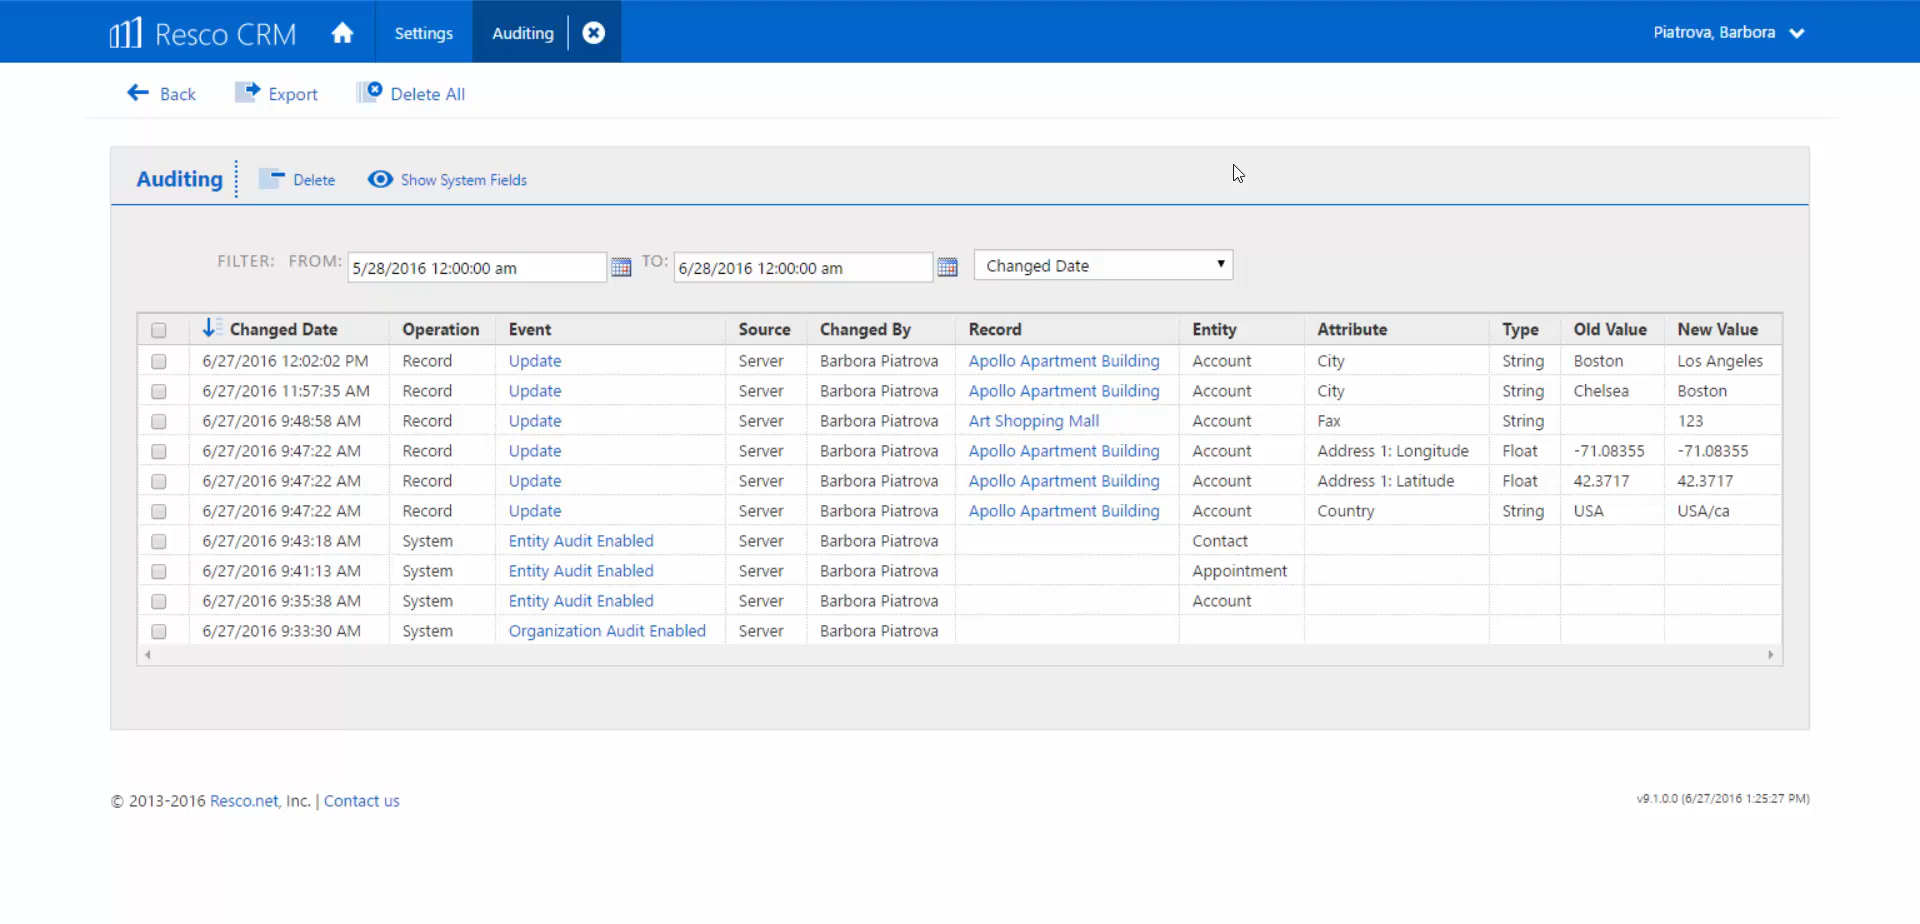 Resco CRM Settings Auditing Piatrova, Barbora
Back Export Delete All
Auditing Delete Show System Fields
FILTER: FROM: 5/28/2016 12:00:00 am TO: 6/28/2016 12:00:00 am Changed Date
Changed Date Operation Event Source Changed By Record Entity Attribute Type Old Value New Value
6/27/2016 12:02:02 PM Record Update Server Barbora Piatrova Apollo Apartment Building Account City String Boston Los Angeles
6/27/2016 11:57:35 AM Record Update Server Barbora Piatrova Apollo Apartment Building Account City String Chelsea Boston
6/27/2016 9:48:58 AM Record Update Server Barbora Piatrova Art Shopping Mall Account Fax String 123
6/27/2016 9:47:22 AM Record Update Server Barbora Piatrova Apollo Apartment Building Account Address 1: Longitude Float -71.08355 -71.08355
6/27/2016 9:47:22 AM Record Update Server Barbora Piatrova Apollo Apartment Building Account Address 1: Latitude Float 42.3717 42.3717
6/27/2016 9:47:22 AM Record Update Server Barbora Piatrova Apollo Apartment Building Account Country String USA USA/ca
6/27/2016 9:43:18 AM System Entity Audit Enabled Server Barbora Piatrova Contact
6/27/2016 9:41:13 AM System Entity Audit Enabled Server Barbora Piatrova Appointment
6/27/2016 9:35:38 AM System Entity Audit Enabled Server Barbora Piatrova Account
6/27/2016 9:33:30 AM System Organization Audit Enabled Server Barbora Piatrova
© 2013-2016 Resco.net, Inc. | Contact us v9.1.0.0 (6/27/2016 1:25:27 PM)